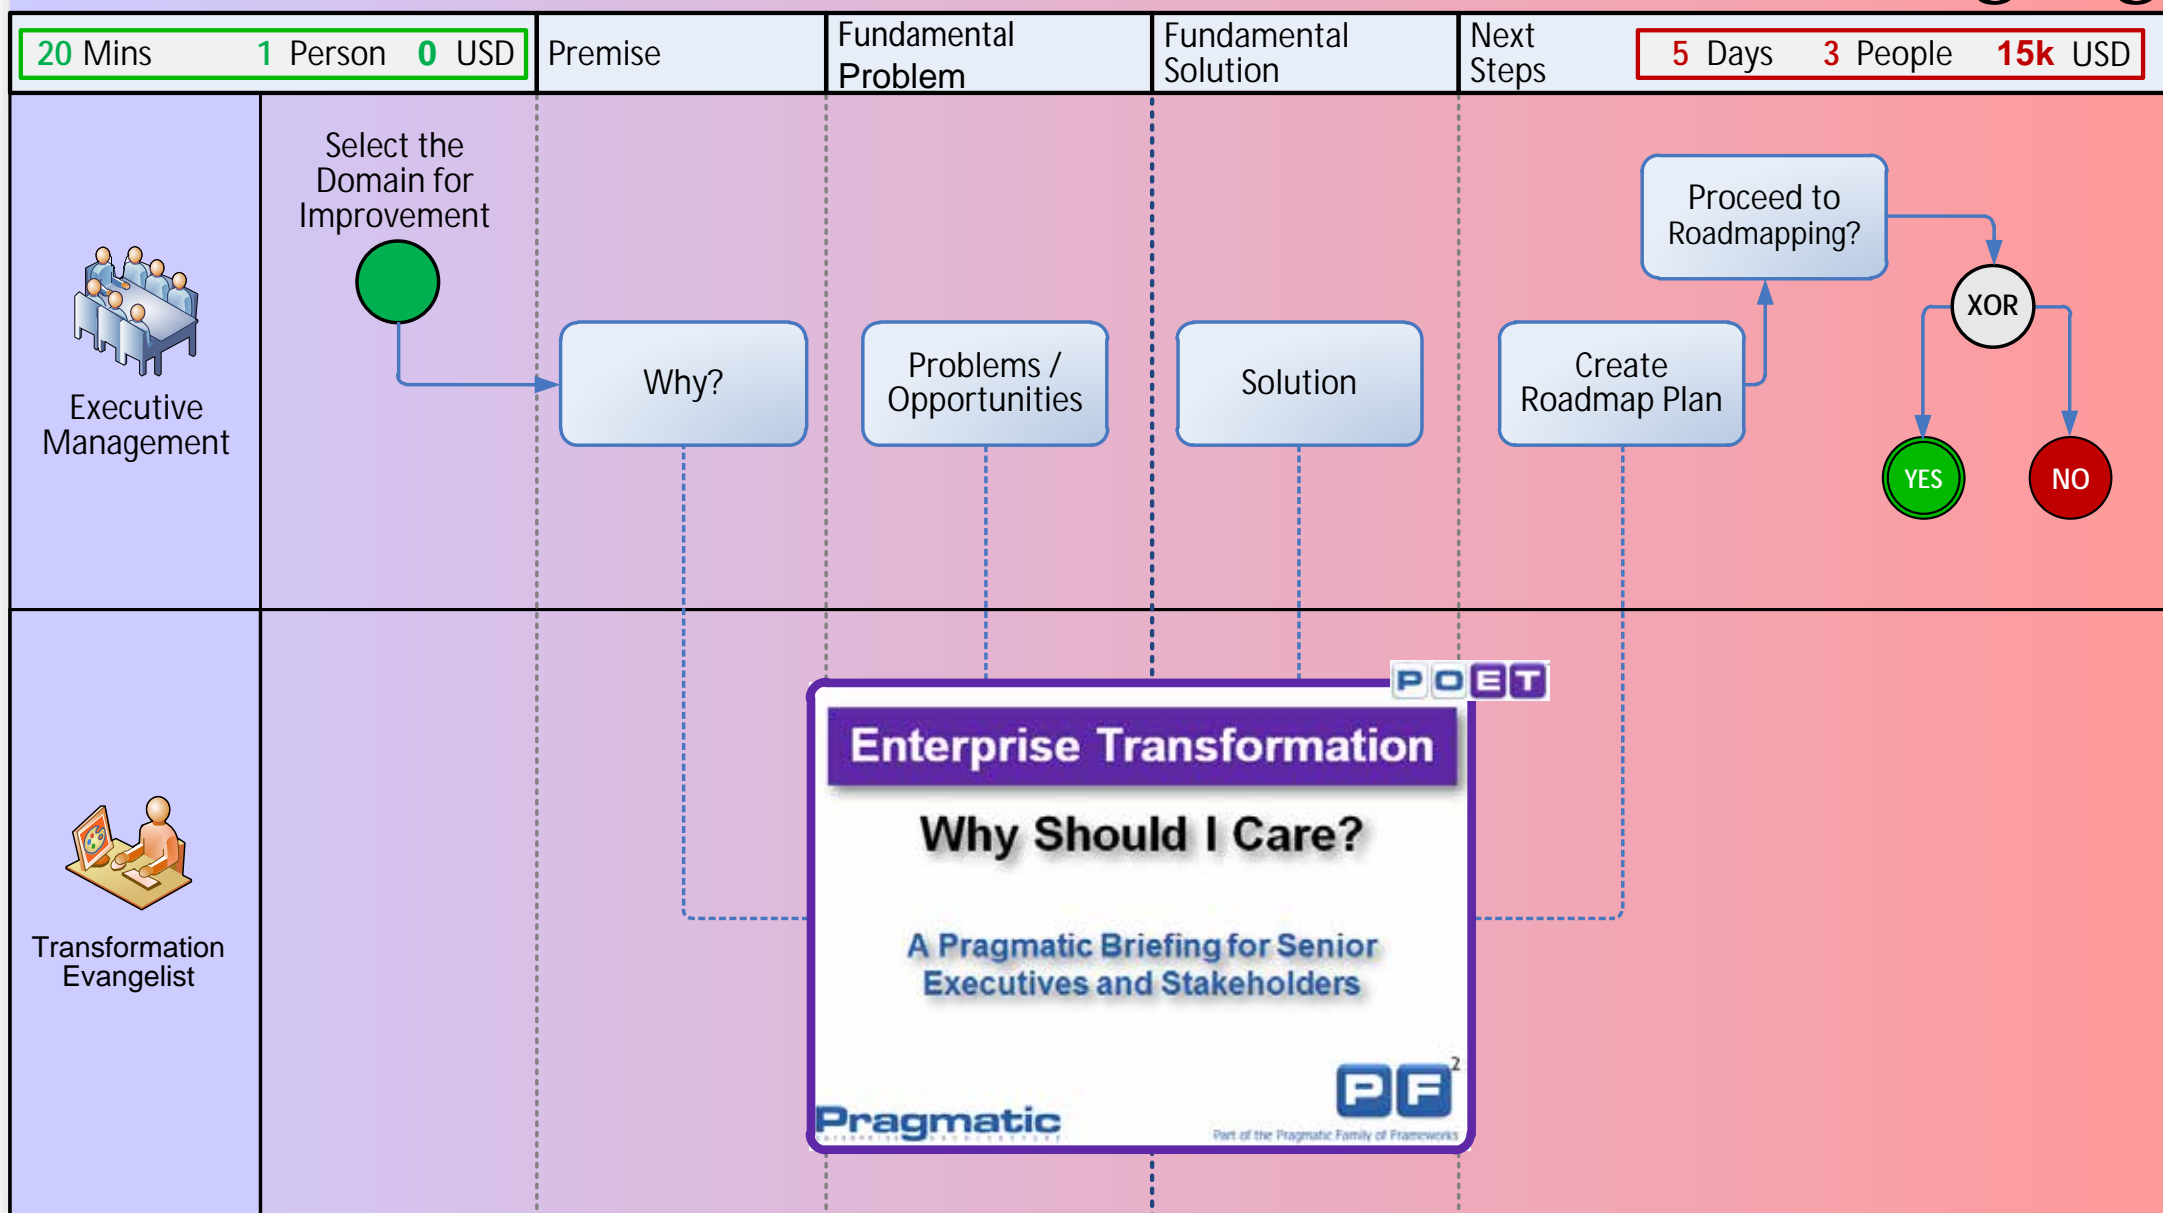 20 Mins 1 Person 0 USD
Premise
Fundamental
Problem
Fundamental
Solution
Next
Steps
5 Days 3 People 15k USD
Select the
Domain for
Improvement
Proceed to
Roadmapping?
XOR
Why?
Problems /
Opportunities
Solution
Create
Roadmap Plan
YES
NO
Executive
Management
POET
Enterprise Transformation
Why Should I Care?
A Pragmatic Briefing for Senior
Executives and Stakeholders
Transformation
Evangelist
PF2
Pragmatic
Part of the Pragmatic Family of Frameworks